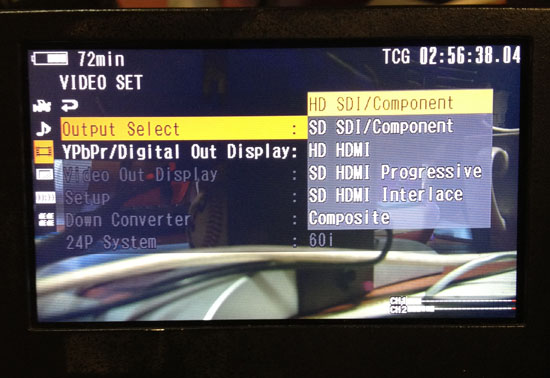 72min TCG 02:56:38.04
VIDEO SET
HD SDI/Component
Output Select : SD SDI/Component
YPbPr/Digital Out Display: HD HDMI
Video Out Display : SD HDMI Progressive
Setup : SD HDMI Interlace
Down Converter : Composite
24P System : 60i
CH1
CH2